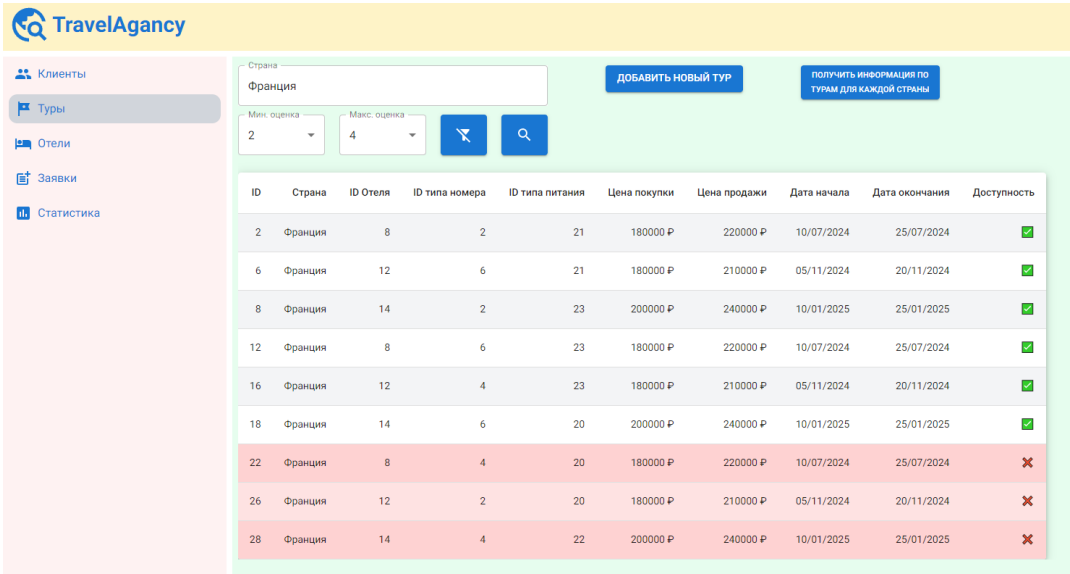 TravelAgancy
Клиенты
Туры
Отели
Заявки
Статистика
Страна
Франция
ДОБАВИТЬ НОВЫЙ ТУР
ПОЛУЧИТЬ ИНФОРМАЦИЯ ПО
ТУРАМ ДЛЯ КАЖДОЙ СТРАНЫ
Мин. оценка
2
Макс. оценка
4
ID Страна ID Отеля ID типа номера ID типа питания Цена покупки Цена продажи Дата начала Дата окончания Доступность
2 Франция 8 2 21 180000 ₽ 220000 ₽ 10/07/2024 25/07/2024
6 Франция 12 6 21 180000 ₽ 210000 ₽ 05/11/2024 20/11/2024
8 Франция 14 2 23 200000 ₽ 240000 ₽ 10/01/2025 25/01/2025
12 Франция 8 6 23 180000 ₽ 220000 ₽ 10/07/2024 25/07/2024
16 Франция 12 4 23 180000 ₽ 210000 ₽ 05/11/2024 20/11/2024
18 Франция 14 6 20 200000 ₽ 240000 ₽ 10/01/2025 25/01/2025
22 Франция 8 4 20 180000 ₽ 220000 ₽ 10/07/2024 25/07/2024
26 Франция 12 2 20 180000 ₽ 210000 ₽ 05/11/2024 20/11/2024
28 Франция 14 4 22 200000 ₽ 240000 ₽ 10/01/2025 25/01/2025